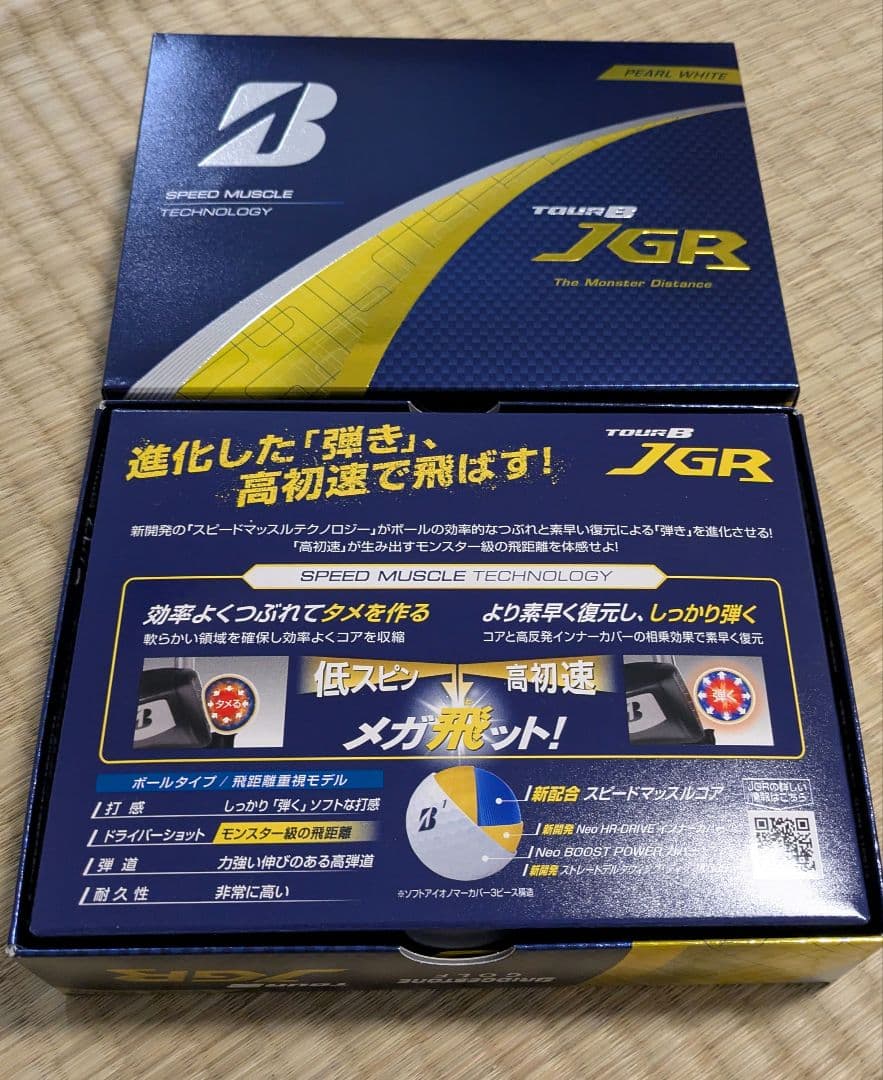 PEARL WHITE
B
SPEED MUSCLE
TECHNOLOGY
TOUR B
JGR
The Monster Distance
進化した「弾き」、
高初速で飛ばす!
TOUR B
JGR
新開発の「スピードマッスルテクノロジー」がボールの効率的なつぶれと素早い復元による「弾き」を進化させる!
「高初速」が生み出すモンスター級の飛距離を体感せよ!
SPEED MUSCLE TECHNOLOGY
効率よくつぶれてタメを作る
軟らかい領域を確保し効率よくコアを収縮
より素早く復元し、しっかり弾く
コアと高反発インナーカバーの相乗効果で素早く復元
タメる
低スピン
高初速
弾く
メガ飛ット!
ボールタイプ / 飛距離重視モデル
打感 しっかり「弾く」ソフトな打感
ドライバーショット モンスター級の飛距離
弾道 力強い伸びのある高弾道
耐久性 非常に高い
B 1
新配合 スピードマッスルコア
新開発 Neo HR-DRIVE インナーカバー
Neo BOOST POWER カバー
新開発 ストレートデル
※ソフトアイオノマーカバー3ピース構造
JGRの詳しい
情報はこちら
TOUR B JGR
BRIDGESTONE
GOLF